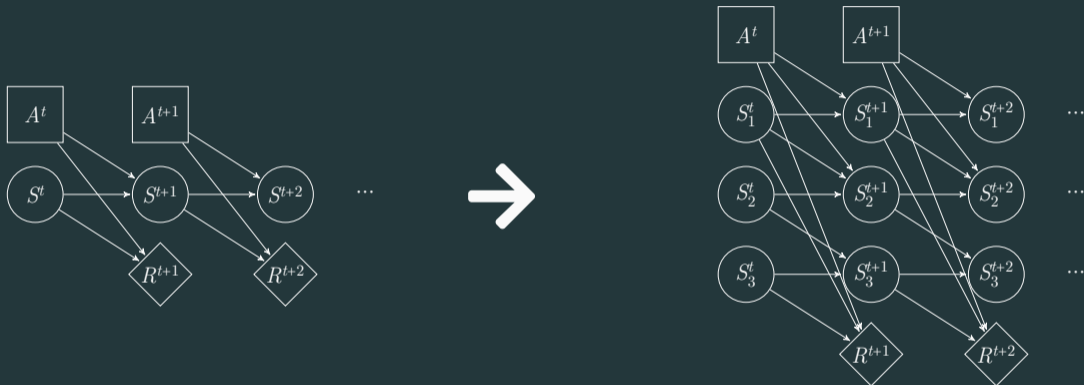 A^t A^{t+1}
S^t S^{t+1} S^{t+2} ...
R^{t+1} R^{t+2}
A^t A^{t+1}
S_1^t S_1^{t+1} S_1^{t+2} ...
S_2^t S_2^{t+1} S_2^{t+2} ...
S_3^t S_3^{t+1} S_3^{t+2} ...
R^{t+1} R^{t+2}